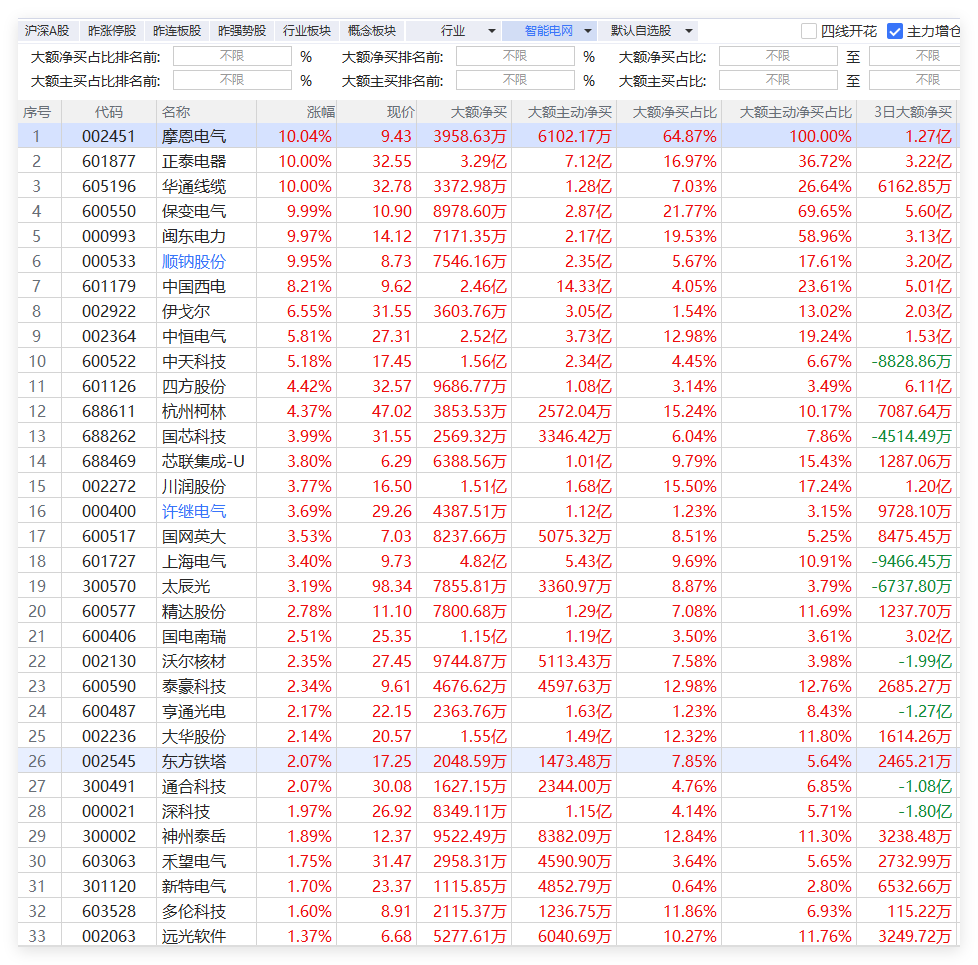 沪深A股 昨涨停股 昨连板股 昨强势股 行业板块 概念板块 行业 智能电网 默认自选股 四线开花 主力增仓
大额净买占比排名前: 不限 % 大额净买排名前: 不限 % 大额净买占比: 不限 至 不限
大额主买占比排名前: 不限 % 大额主买排名前: 不限 % 大额主买占比: 不限 至 不限
序号 代码 名称 涨幅 现价 大额净买 大额主动净买 大额净买占比 大额主动净买占比 3日大额净买
1 002451 摩恩电气 10.04% 9.43 3958.63万 6102.17万 64.87% 100.00% 1.27亿
2 601877 正泰电器 10.00% 32.55 3.29亿 7.12亿 16.97% 36.72% 3.22亿
3 605196 华通线缆 10.00% 32.78 3372.98万 1.28亿 7.03% 26.64% 6162.85万
4 600550 保变电气 9.99% 10.90 8978.60万 2.87亿 21.77% 69.65% 5.60亿
5 000993 闽东电力 9.97% 14.12 7171.35万 2.17亿 19.53% 58.96% 3.13亿
6 000533 顺钠股份 9.95% 8.73 7546.16万 2.35亿 5.67% 17.61% 3.20亿
7 601179 中国西电 8.21% 9.62 2.46亿 14.33亿 4.05% 23.61% 5.01亿
8 002922 伊戈尔 6.55% 31.55 3603.76万 3.05亿 1.54% 13.02% 2.03亿
9 002364 中恒电气 5.81% 27.31 2.52亿 3.73亿 12.98% 19.24% 1.53亿
10 600522 中天科技 5.18% 17.45 1.56亿 2.34亿 4.45% 6.67% -8828.86万
11 601126 四方股份 4.42% 32.57 9686.77万 1.08亿 3.14% 3.49% 6.11亿
12 688611 杭州柯林 4.37% 47.02 3853.53万 2572.04万 15.24% 10.17% 7087.64万
13 688262 国芯科技 3.99% 31.55 2569.32万 3346.42万 6.04% 7.86% -4514.49万
14 688469 芯联集成-U 3.80% 6.29 6388.56万 1.01亿 9.79% 15.43% 1287.06万
15 002272 川润股份 3.77% 16.50 1.51亿 1.68亿 15.50% 17.24% 1.20亿
16 000400 许继电气 3.69% 29.26 4387.51万 1.12亿 1.23% 3.15% 9728.10万
17 600517 国网英大 3.53% 7.03 8237.66万 5075.32万 8.51% 5.25% 8475.45万
18 601727 上海电气 3.40% 9.73 4.82亿 5.43亿 9.69% 10.91% -9466.45万
19 300570 太辰光 3.19% 98.34 7855.81万 3360.97万 8.87% 3.79% -6737.80万
20 600577 精达股份 2.78% 11.10 7800.68万 1.29亿 7.08% 11.69% 1237.70万
21 600406 国电南瑞 2.51% 25.35 1.15亿 1.19亿 3.50% 3.61% 3.02亿
22 002130 沃尔核材 2.35% 27.45 9744.87万 5113.43万 7.58% 3.98% -1.99亿
23 600590 泰豪科技 2.34% 9.61 4676.62万 4597.63万 12.98% 12.76% 2685.27万
24 600487 亨通光电 2.17% 22.15 2363.76万 1.63亿 1.23% 8.43% -1.27亿
25 002236 大华股份 2.14% 20.57 1.55亿 1.49亿 12.32% 11.80% 1614.26万
26 002545 东方铁塔 2.07% 17.25 2048.59万 1473.48万 7.85% 5.64% 2465.21万
27 300491 通合科技 2.07% 30.08 1627.15万 2344.00万 4.76% 6.85% -1.08亿
28 000021 深科技 1.97% 26.92 8349.11万 1.15亿 4.14% 5.71% -1.80亿
29 300002 神州泰岳 1.89% 12.37 9522.49万 8382.09万 12.84% 11.30% 3238.48万
30 603063 禾望电气 1.75% 31.47 2958.31万 4590.90万 3.64% 5.65% 2732.99万
31 301120 新特电气 1.70% 23.37 1115.85万 4852.79万 0.64% 2.80% 6532.66万
32 603528 多伦科技 1.60% 8.91 2115.37万 1236.75万 11.86% 6.93% 115.22万
33 002063 远光软件 1.37% 6.68 5277.61万 6040.69万 10.27% 11.76% 3249.72万